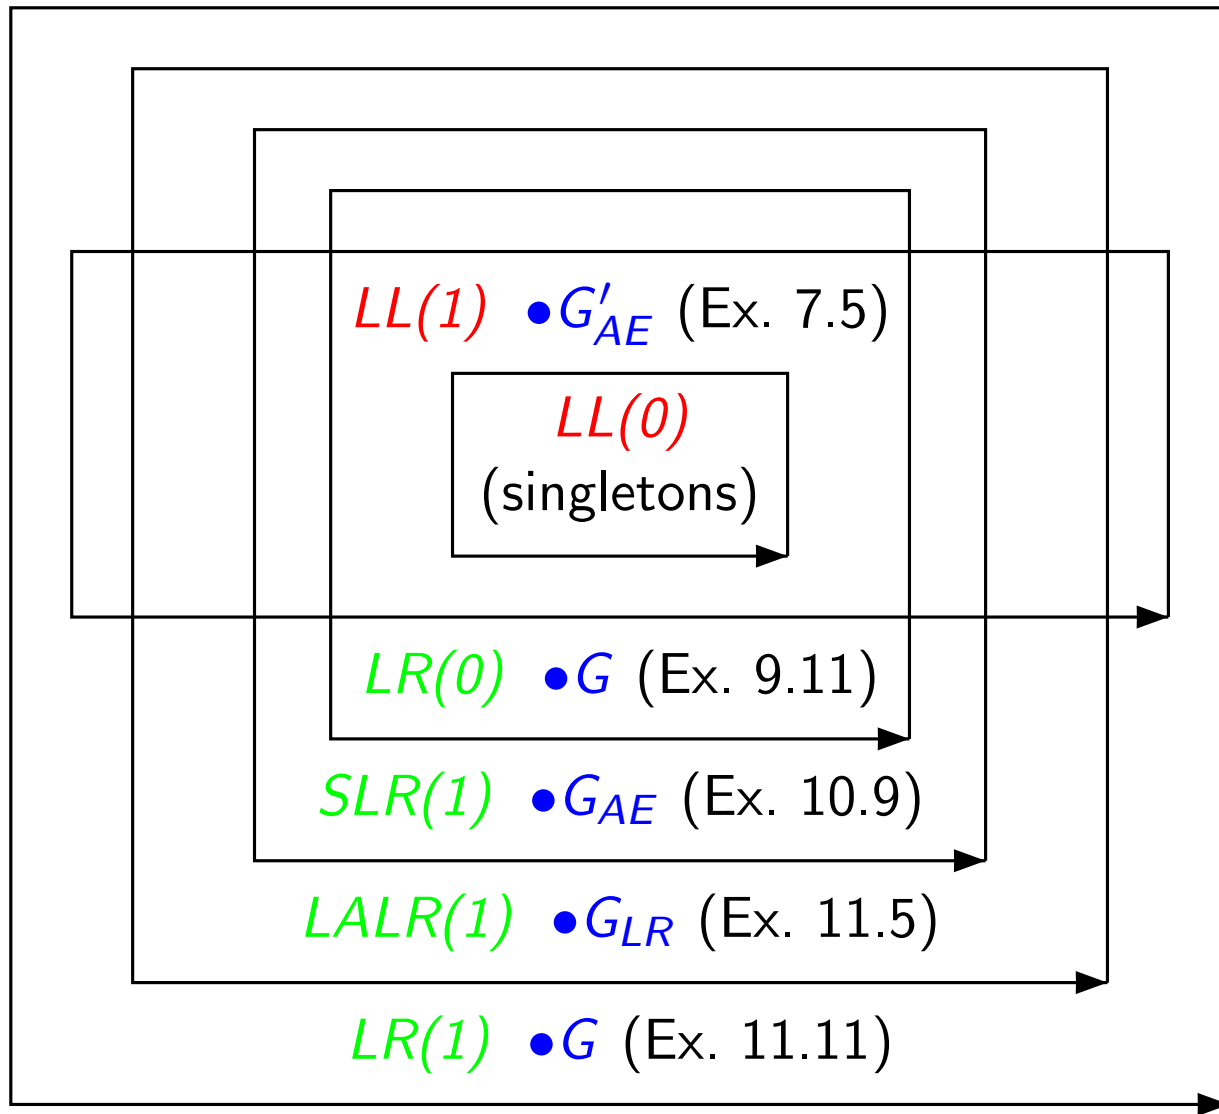 LL(1) •G′AE (Ex. 7.5)
LL(0)
(singletons)
LR(0) •G (Ex. 9.11)
SLR(1) •GAE (Ex. 10.9)
LALR(1) •GLR (Ex. 11.5)
LR(1) •G (Ex. 11.11)